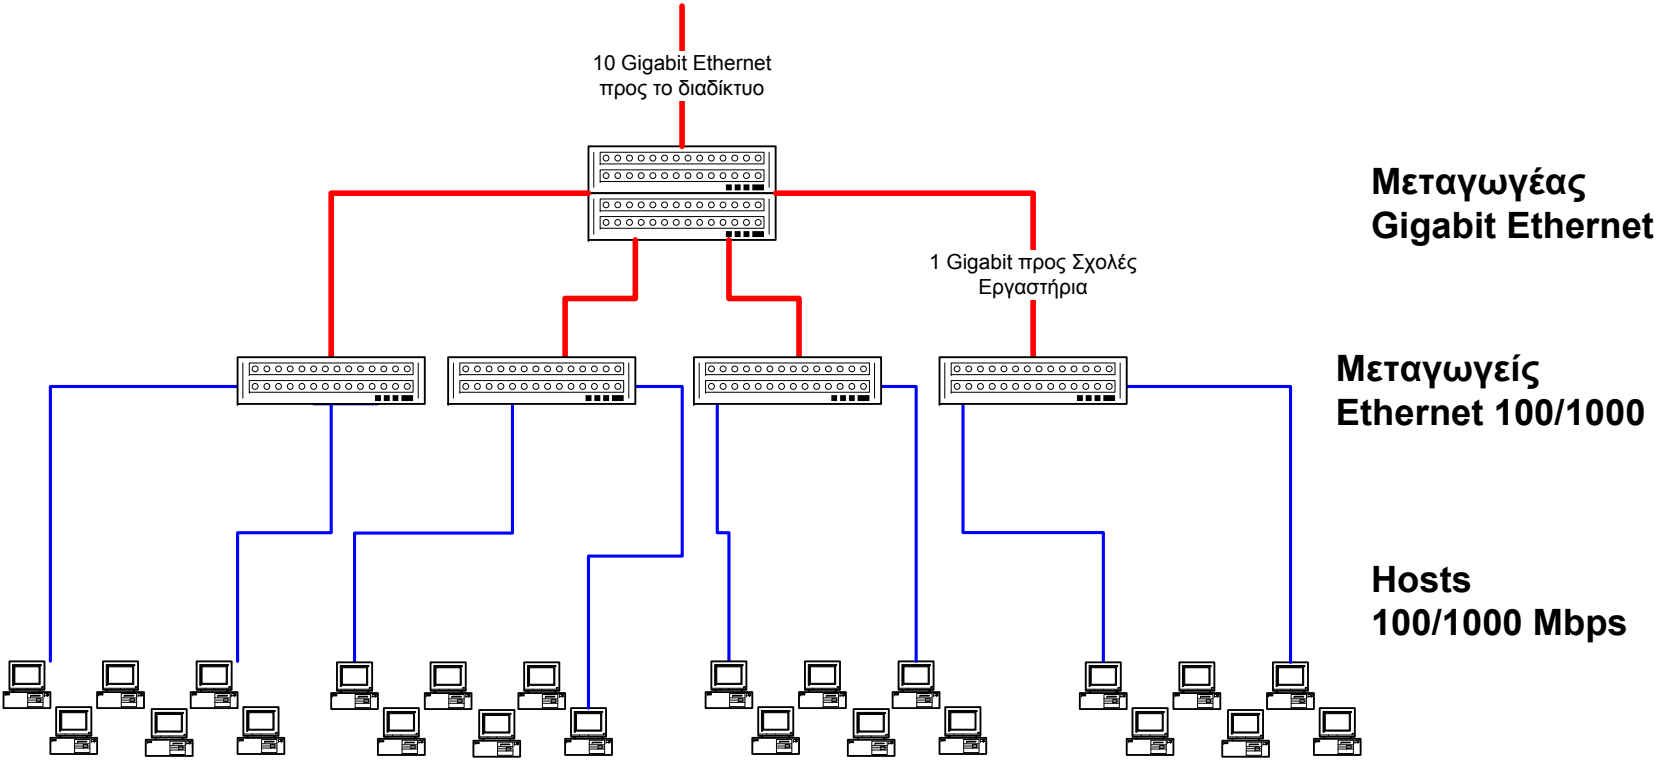 10 Gigabit Ethernet
προς το διαδίκτυο
Μεταγωγέας
Gigabit Ethernet
1 Gigabit προς Σχολές
Εργαστήρια
Μεταγωγείς
Ethernet 100/1000
Hosts
100/1000 Mbps